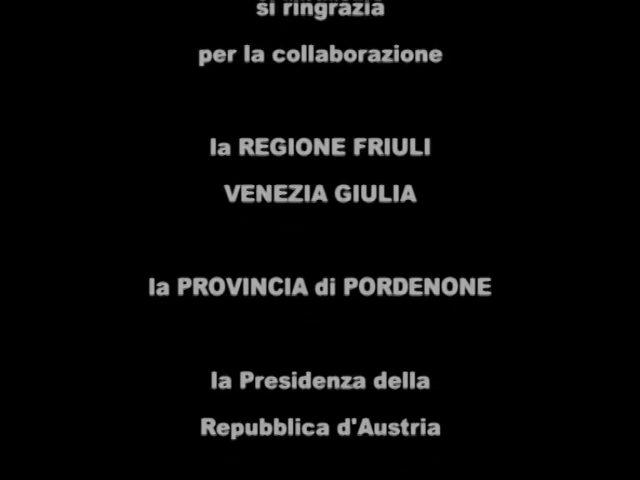 si ringrazia
per la collaborazione
la REGIONE FRIULI
VENEZIA GIULIA
la PROVINCIA di PORDENONE
la Presidenza della
Repubblica d'Austria